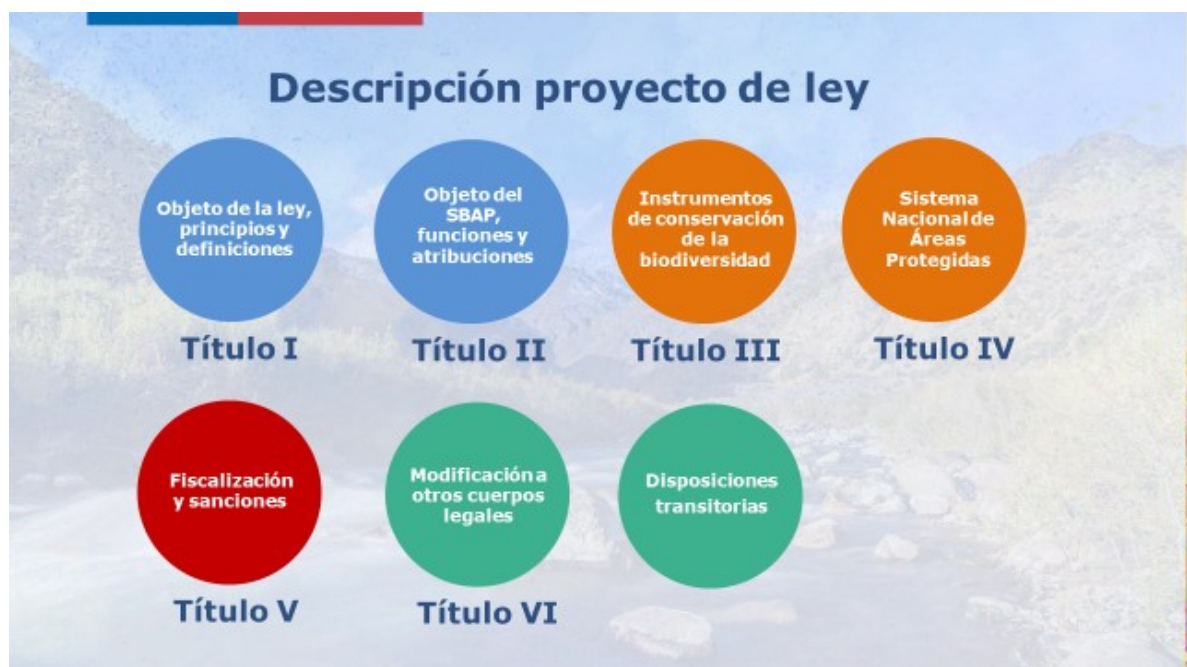 Descripción proyecto de ley
Objeto de la ley,
principios y
definiciones
Objeto del
SBAP,
funciones y
atribuciones
Instrumentos
de conservación
de la
biodiversidad
Sistema
Nacional de
Áreas
Protegidas
Título I
Título II
Título III
Título IV
Fiscalización
y sanciones
Modificación a
otros cuerpos
legales
Disposiciones
transitorias
Título V
Título VI